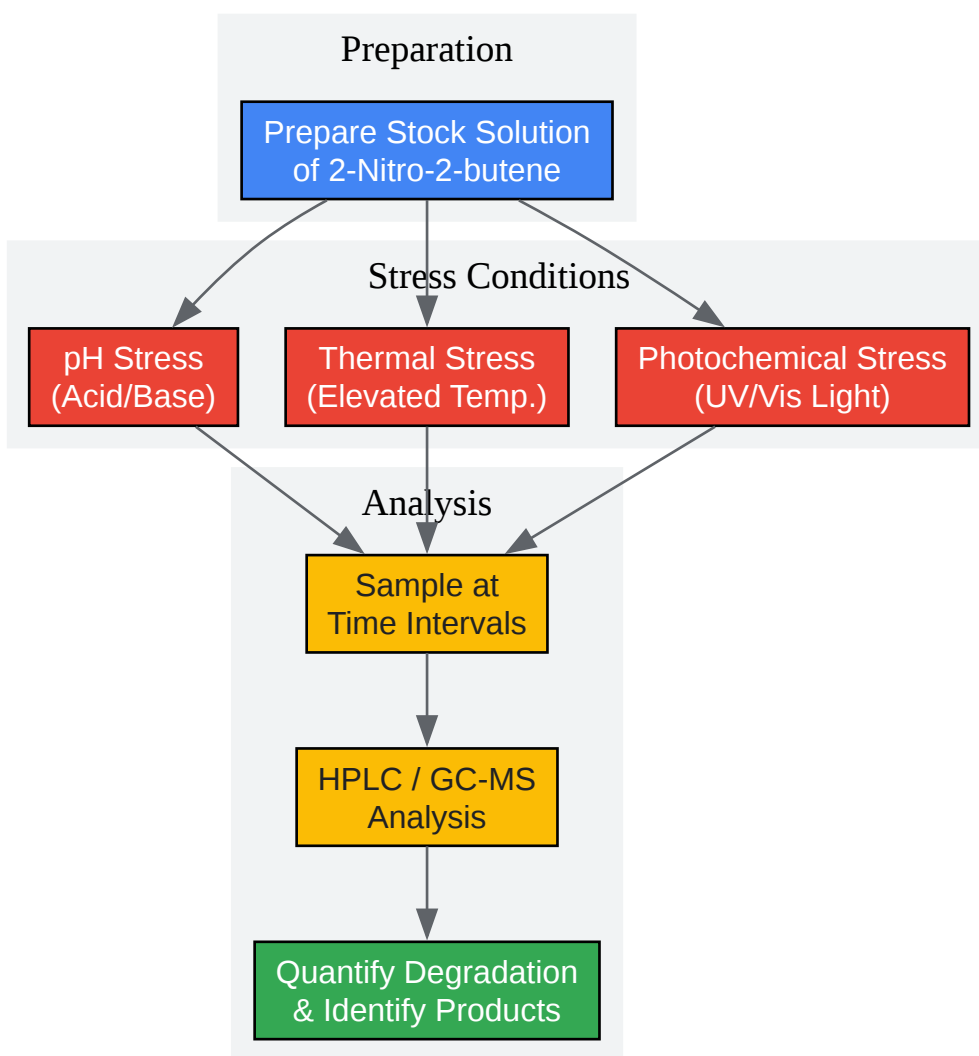 Preparation
Prepare Stock Solution
of 2-Nitro-2-butene
Stress Conditions
pH Stress
(Acid/Base)
Thermal Stress
(Elevated Temp.)
Photochemical Stress
(UV/Vis Light)
Analysis
Sample at
Time Intervals
HPLC / GC-MS
Analysis
Quantify Degradation
& Identify Products